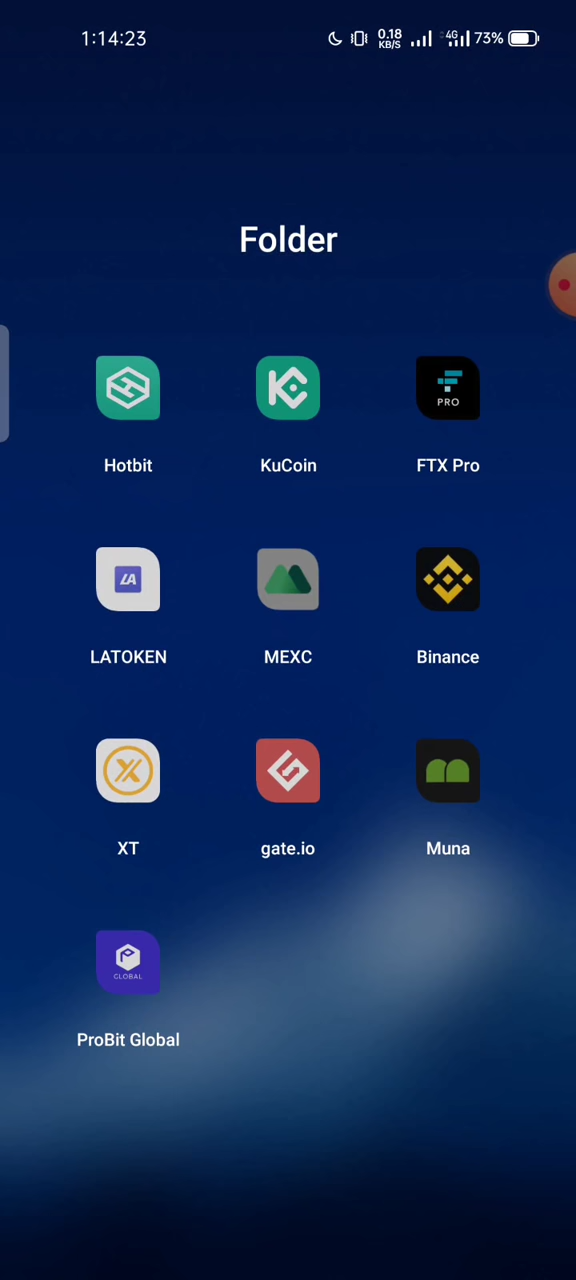 1:14:23 0.18 KB/S 4G 73%
Folder
PRO
Hotbit KuCoin FTX Pro
LA
LATOKEN MEXC Binance
XT gate.io Muna
GLOBAL
ProBit Global